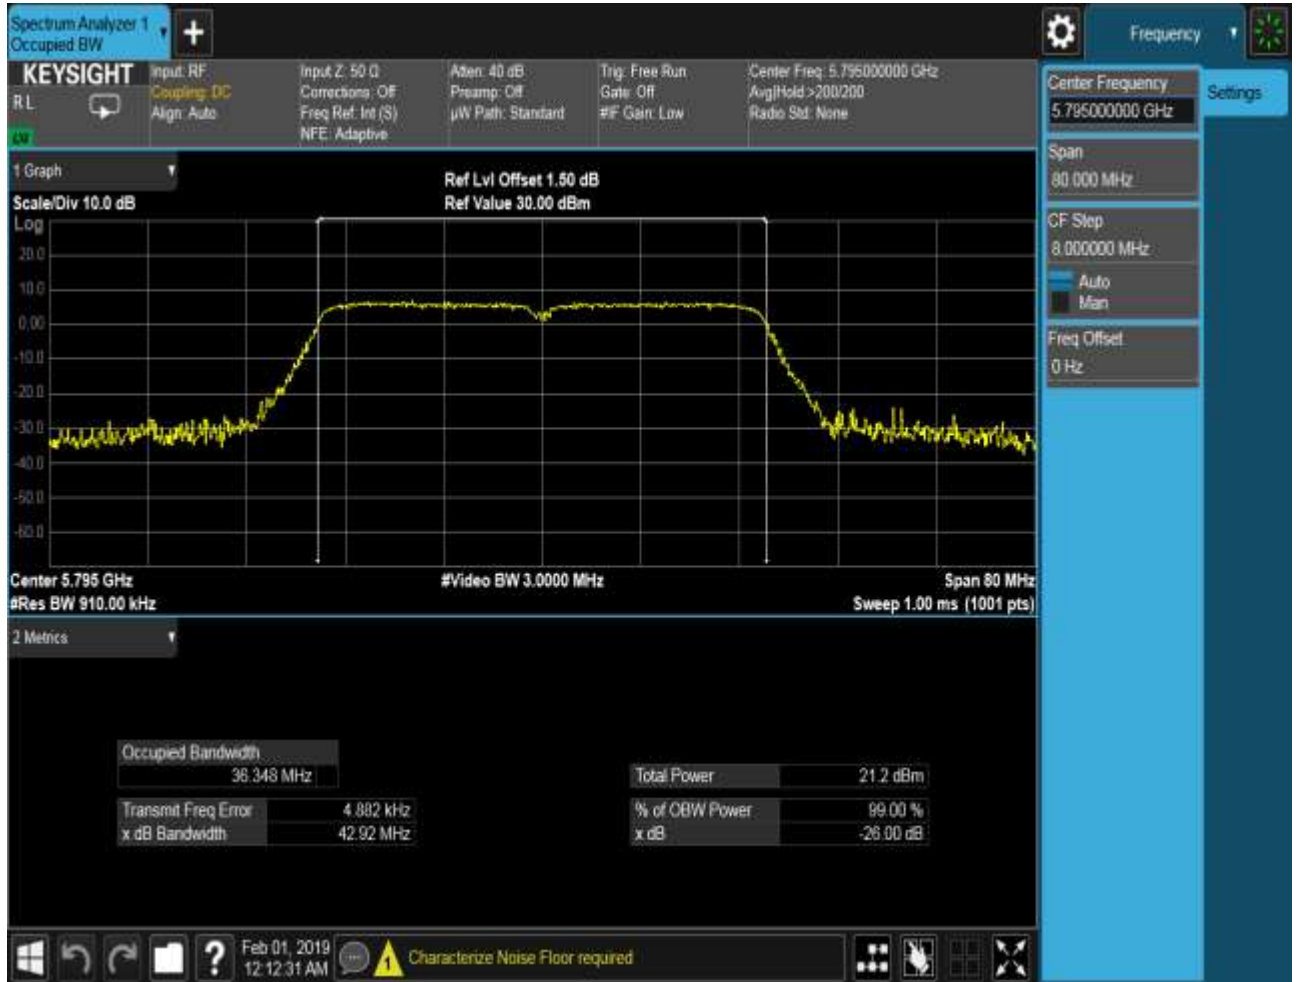 Spectrum Analyzer 1
Occupied BW
+
Frequency
KEYSIGHT
R L
Input: RF
Coupling: DC
Align: Auto
Input Z: 50 Ω
Corrections: Off
Freq Ref: Int (S)
NFE: Adaptive
Atten: 40 dB
Preamp: Off
µW Path: Standard
Trig: Free Run
Gate: Off
#IF Gain: Low
Center Freq: 5.795000000 GHz
Avg|Hold:>200/200
Radio Std: None
Center Frequency
5.795000000 GHz
Settings
Span
80.000 MHz
CF Step
8.000000 MHz
Auto
Man
Freq Offset
0 Hz
1 Graph
Scale/Div 10.0 dB
Ref Lvl Offset 1.50 dB
Ref Value 30.00 dBm
Log
20.0
10.0
0.00
-10.0
-20.0
-30.0
-40.0
-50.0
-60.0
Center 5.795 GHz
#Video BW 3.0000 MHz
Span 80 MHz
#Res BW 910.00 kHz
Sweep 1.00 ms (1001 pts)
2 Metrics
Occupied Bandwidth
36.348 MHz
Total Power 21.2 dBm
Transmit Freq Error 4.882 kHz
% of OBW Power 99.00 %
x dB Bandwidth 42.92 MHz
x dB -26.00 dB
?
Feb 01, 2019
12:12:31 AM
1
Characterize Noise Floor required